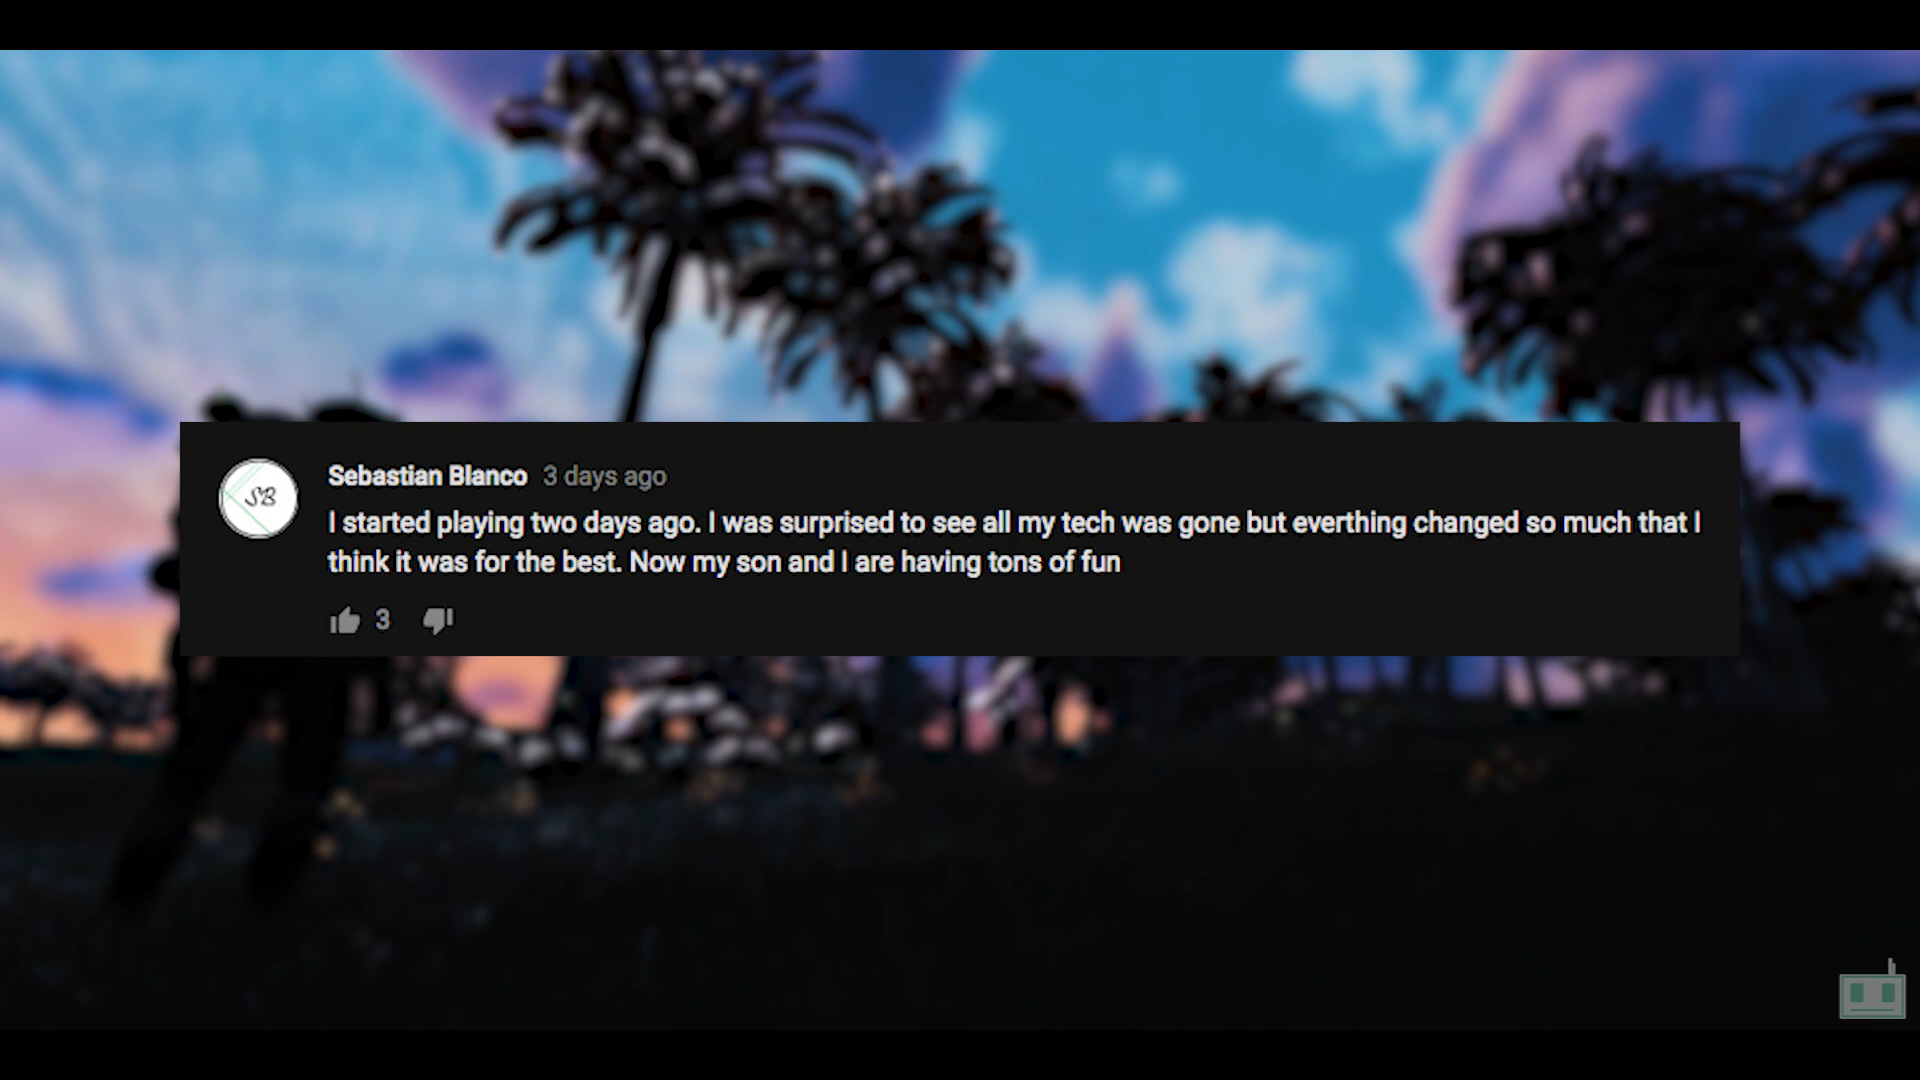 SB
Sebastian Blanco 3 days ago
I started playing two days ago. I was surprised to see all my tech was gone but everthing changed so much that I
think it was for the best. Now my son and I are having tons of fun
3